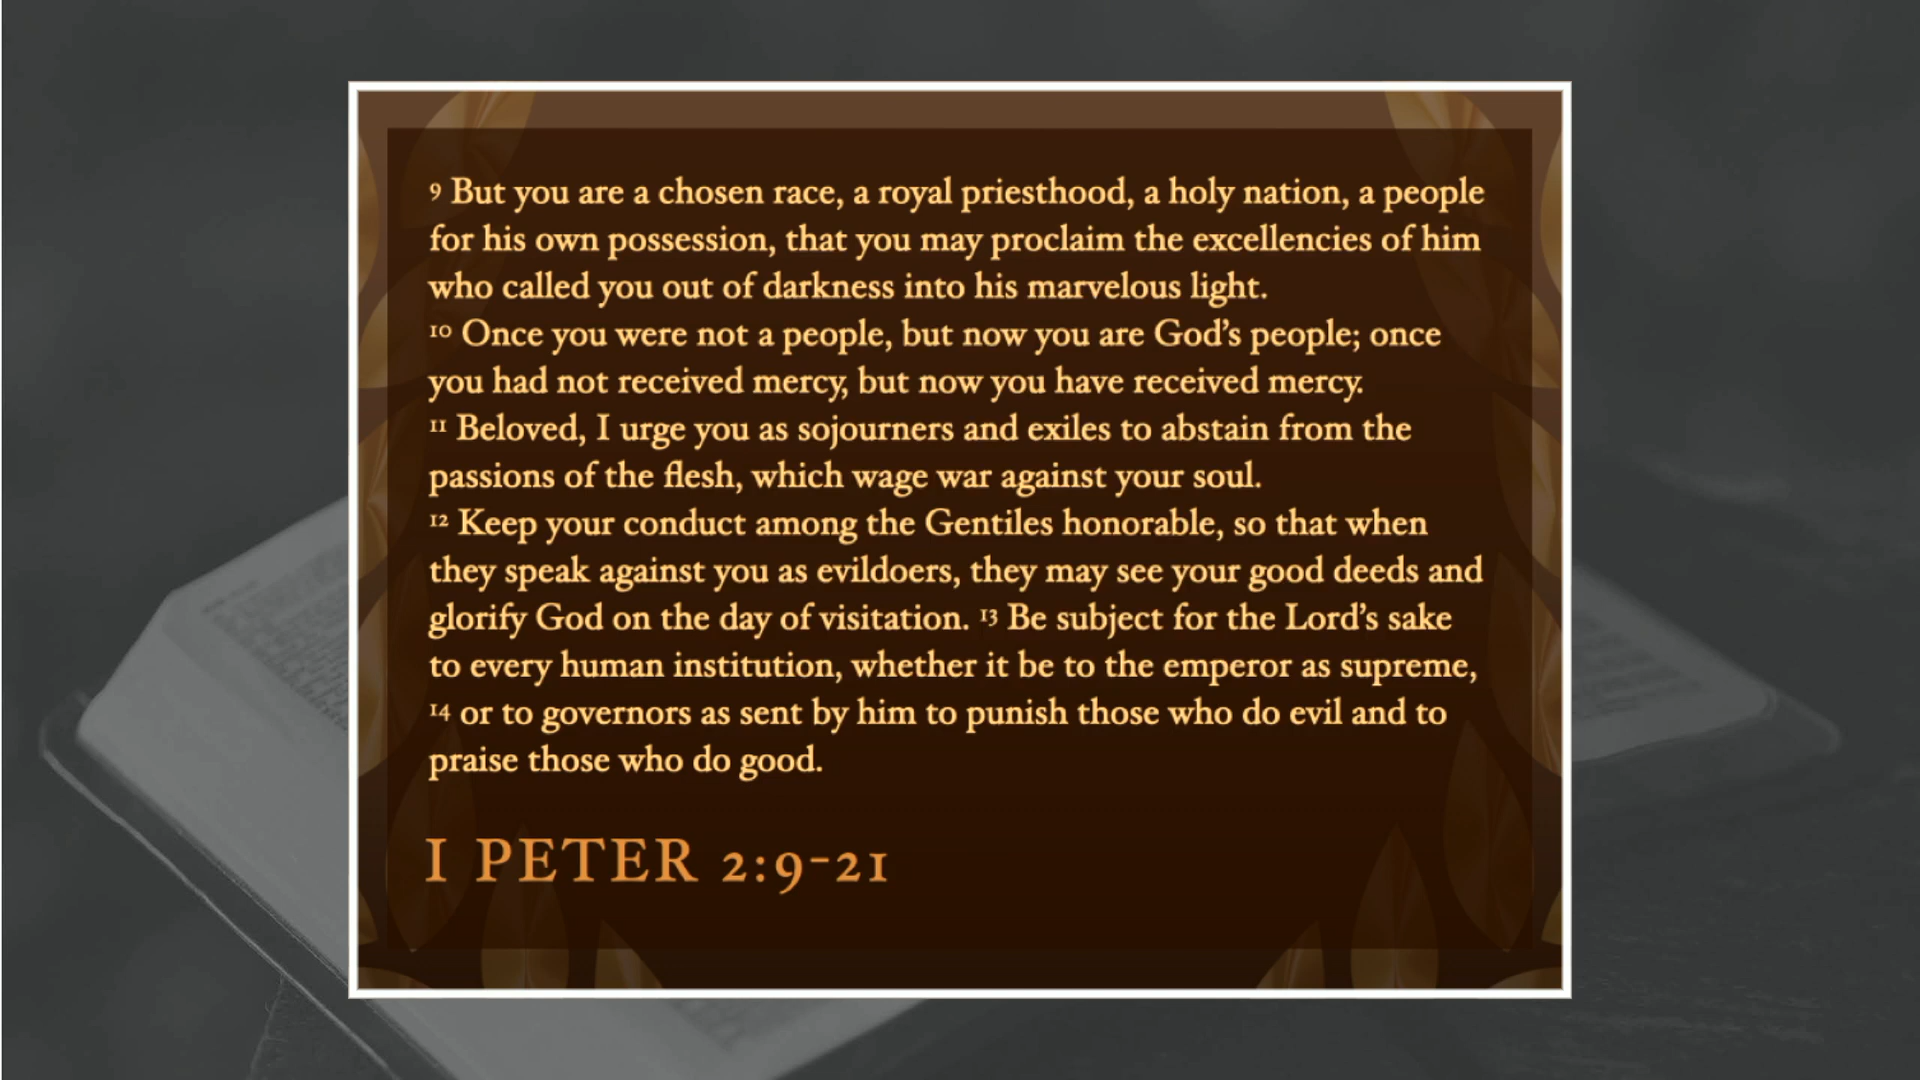 9 But you are a chosen race, a royal priesthood, a holy nation, a people
for his own possession, that you may proclaim the excellencies of him
who called you out of darkness into his marvelous light.
10 Once you were not a people, but now you are God’s people; once
you had not received mercy, but now you have received mercy.
11 Beloved, I urge you as sojourners and exiles to abstain from the
passions of the flesh, which wage war against your soul.
12 Keep your conduct among the Gentiles honorable, so that when
they speak against you as evildoers, they may see your good deeds and
glorify God on the day of visitation. 13 Be subject for the Lord’s sake
to every human institution, whether it be to the emperor as supreme,
14 or to governors as sent by him to punish those who do evil and to
praise those who do good.
I PETER 2:9-21